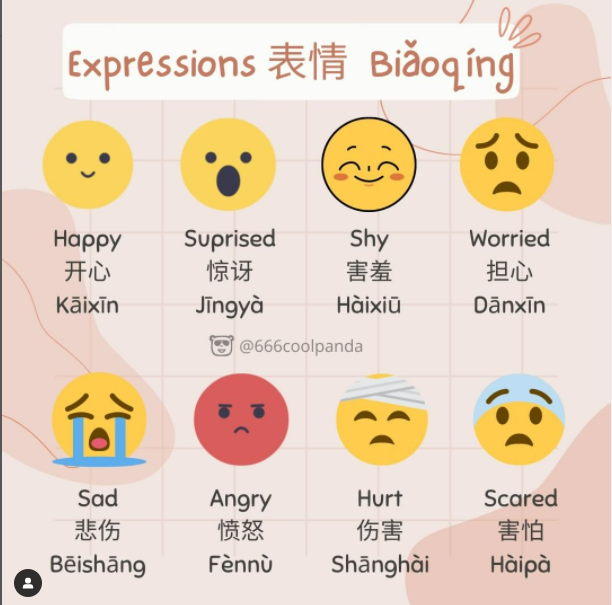 Expressions 表情 Biǎoqíng
Happy
开心
Kāixīn
Suprised
惊讶
Jīngyà
Shy
害羞
Hàixiū
Worried
担心
Dānxīn
@666coolpanda
Sad
悲伤
Bēishāng
Angry
愤怒
Fènnù
Hurt
伤害
Shānghài
Scared
害怕
Hàipà